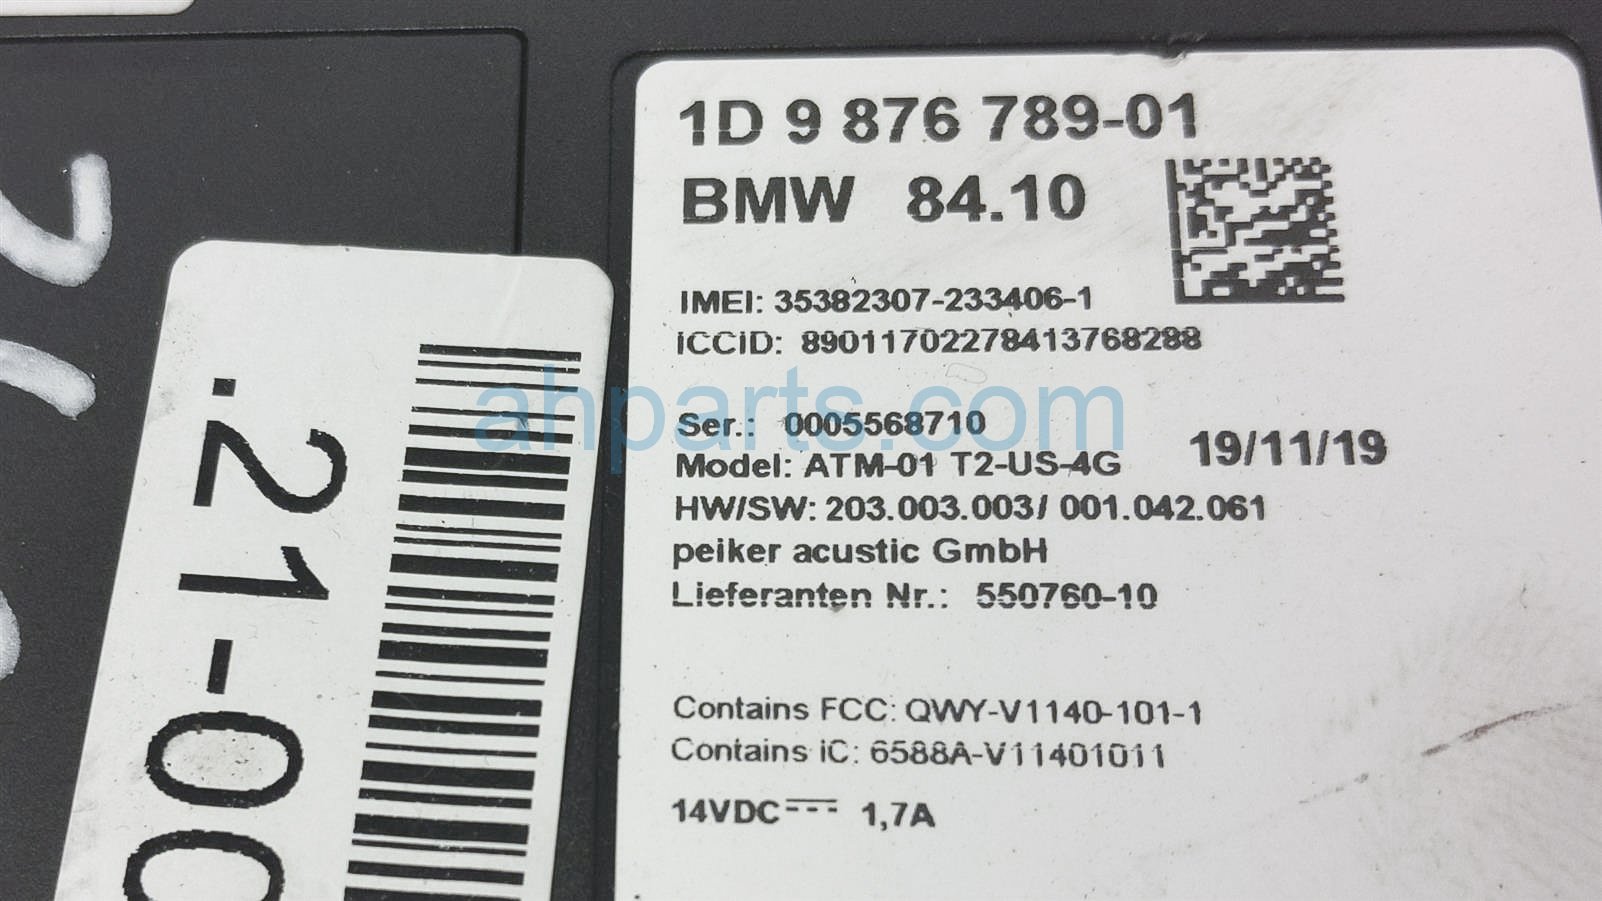 1D 9 876 789-01
BMW 84.10
IMEI: 35382307-233406-1
ICCID: 89011702278413768288
Ser.: 0005568710
19/11/19
Model: ATM-01 T2-US-4G
HW/SW: 203.003.003/ 001.042.061
peiker acustic GmbH
Lieferanten Nr.: 550760-10
Contains FCC: QWY-V1140-101-1
Contains IC: 6588A-V11401011
14VDC 1,7A
.21-00
ahparts.com